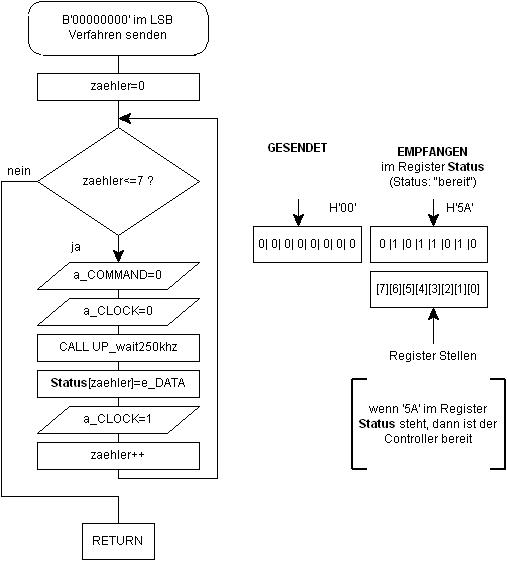 B'00000000' im LSB
Verfahren senden
zaehler=0
nein
zaehler<=7 ?
ja
a_COMMAND=0
a_CLOCK=0
CALL UP_wait250khz
Status[zaehler]=e_DATA
a_CLOCK=1
zaehler++
RETURN
GESENDET
H'00'
0| 0| 0| 0| 0| 0| 0| 0
EMPFANGEN
im Register Status
(Status: "bereit")
H'5A'
0 |1 |0 |1 |1 |0 |1 |0
[7][6][5][4][3][2][1][0]
Register Stellen
wenn '5A' im Register
Status steht, dann ist der
Controller bereit